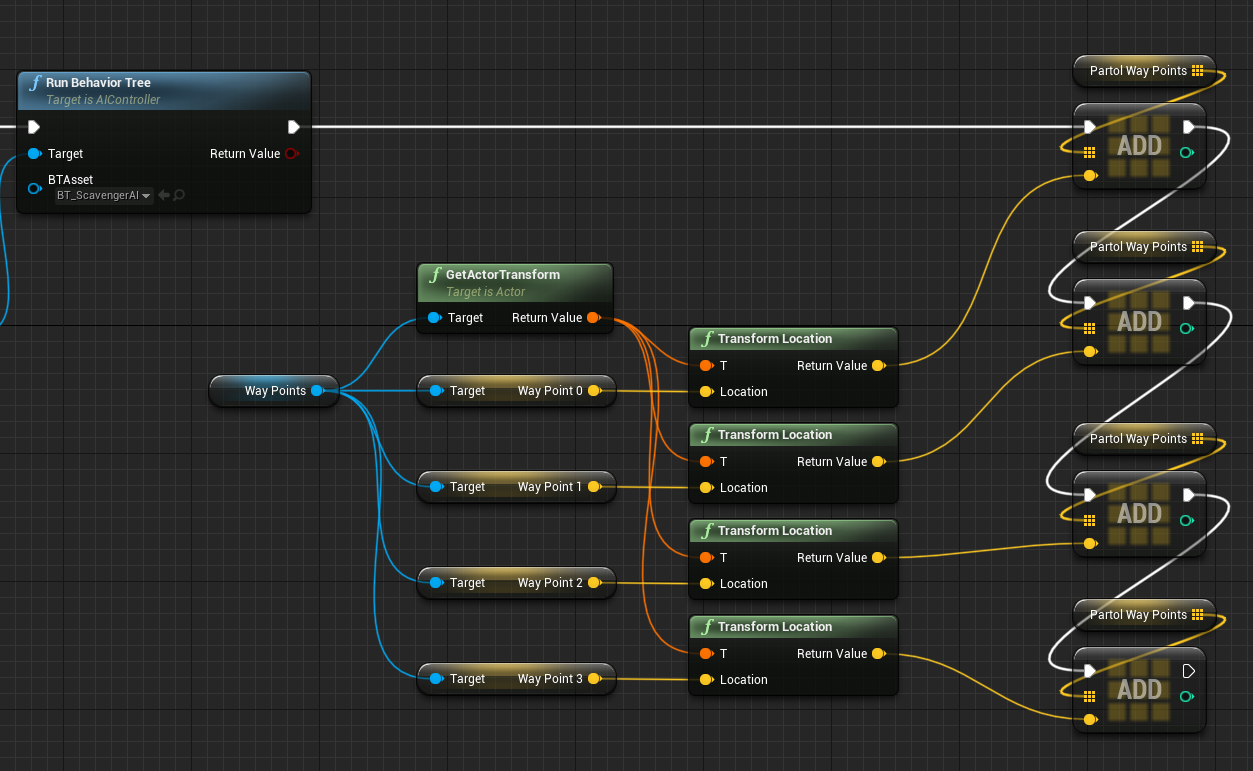 f Run Behavior Tree
Target is AIController
Target
Return Value
BTAsset
BT_ScavengerAI
Way Points
f GetActorTransform
Target is Actor
Target
Return Value
Target
Way Point 0
Target
Way Point 1
Target
Way Point 2
Target
Way Point 3
f Transform Location
T
Return Value
Location
f Transform Location
T
Return Value
Location
f Transform Location
T
Return Value
Location
f Transform Location
T
Return Value
Location
Partol Way Points
ADD
Partol Way Points
ADD
Partol Way Points
ADD
Partol Way Points
ADD